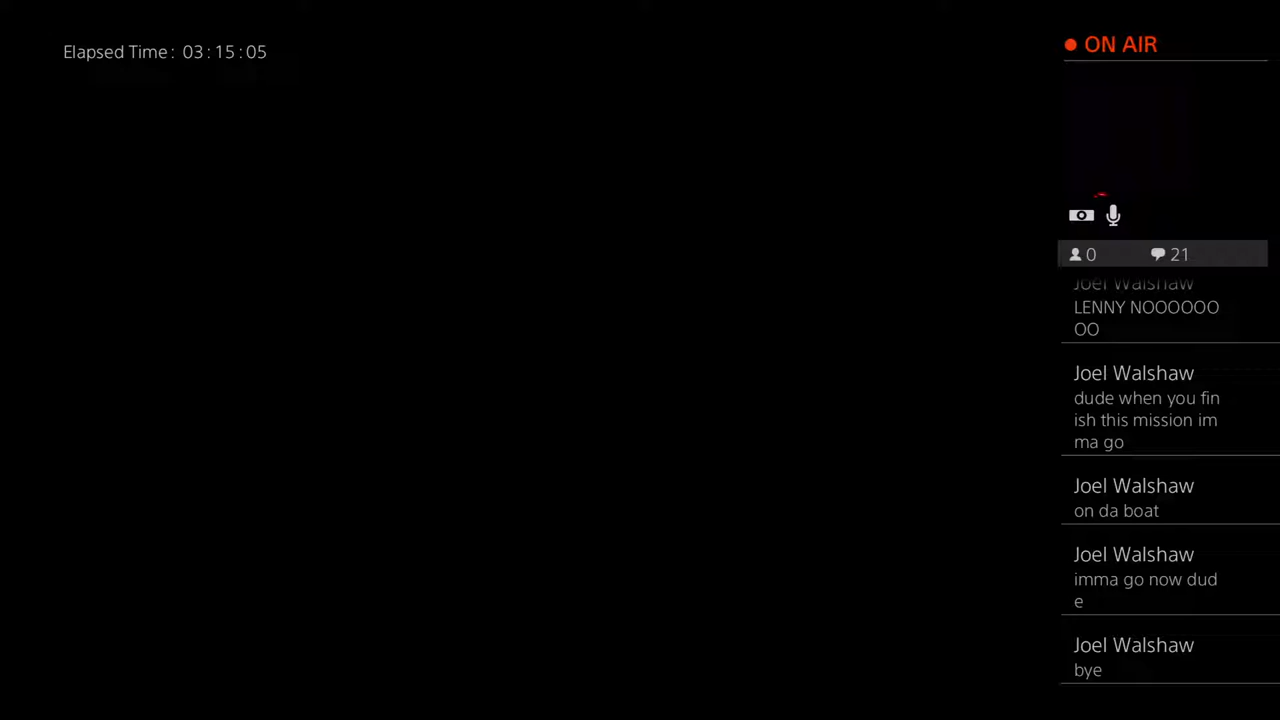 Elapsed Time: 03:15:05
ON AIR
0 21
Joel Walshaw
LENNY NOOOOOO
OO
Joel Walshaw
dude when you fin
ish this mission im
ma go
Joel Walshaw
on da boat
Joel Walshaw
imma go now dud
e
Joel Walshaw
bye